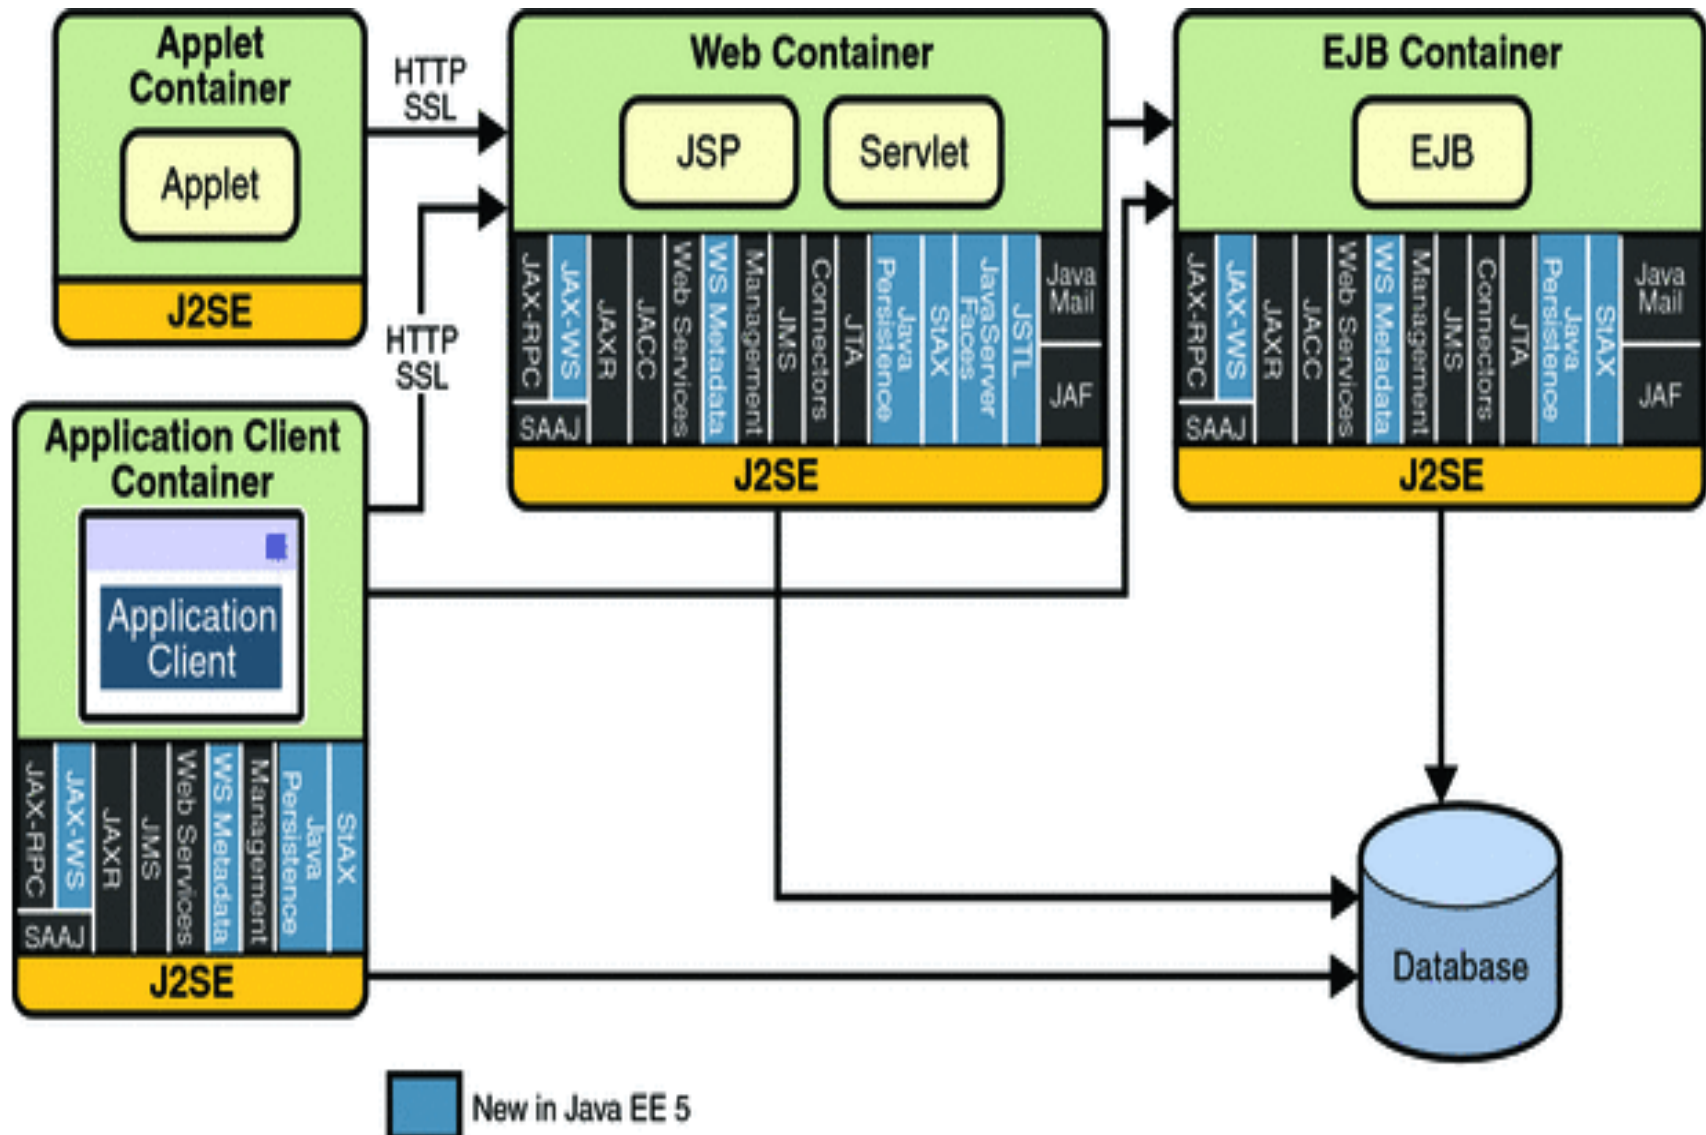 Applet
Container
Applet
J2SE
HTTP
SSL
HTTP
SSL
Web Container
JSP
Servlet
JAX-RPC
SAAJ
JAX-WS
JAXR
JACC
Web Services
WS Metadata
Management
JMS
Connectors
JTA
Java
Persistence
StAX
JavaServer
Faces
JSTL
Java
Mail
JAF
J2SE
EJB Container
EJB
JAX-RPC
SAAJ
JAX-WS
JAXR
JACC
Web Services
WS Metadata
Management
JMS
Connectors
JTA
Java
Persistence
StAX
Java
Mail
JAF
J2SE
Application Client
Container
Application
Client
JAX-RPC
SAAJ
JAX-WS
JAXR
JMS
Web Services
WS Metadata
Management
Java
Persistence
StAX
J2SE
Database
New in Java EE 5